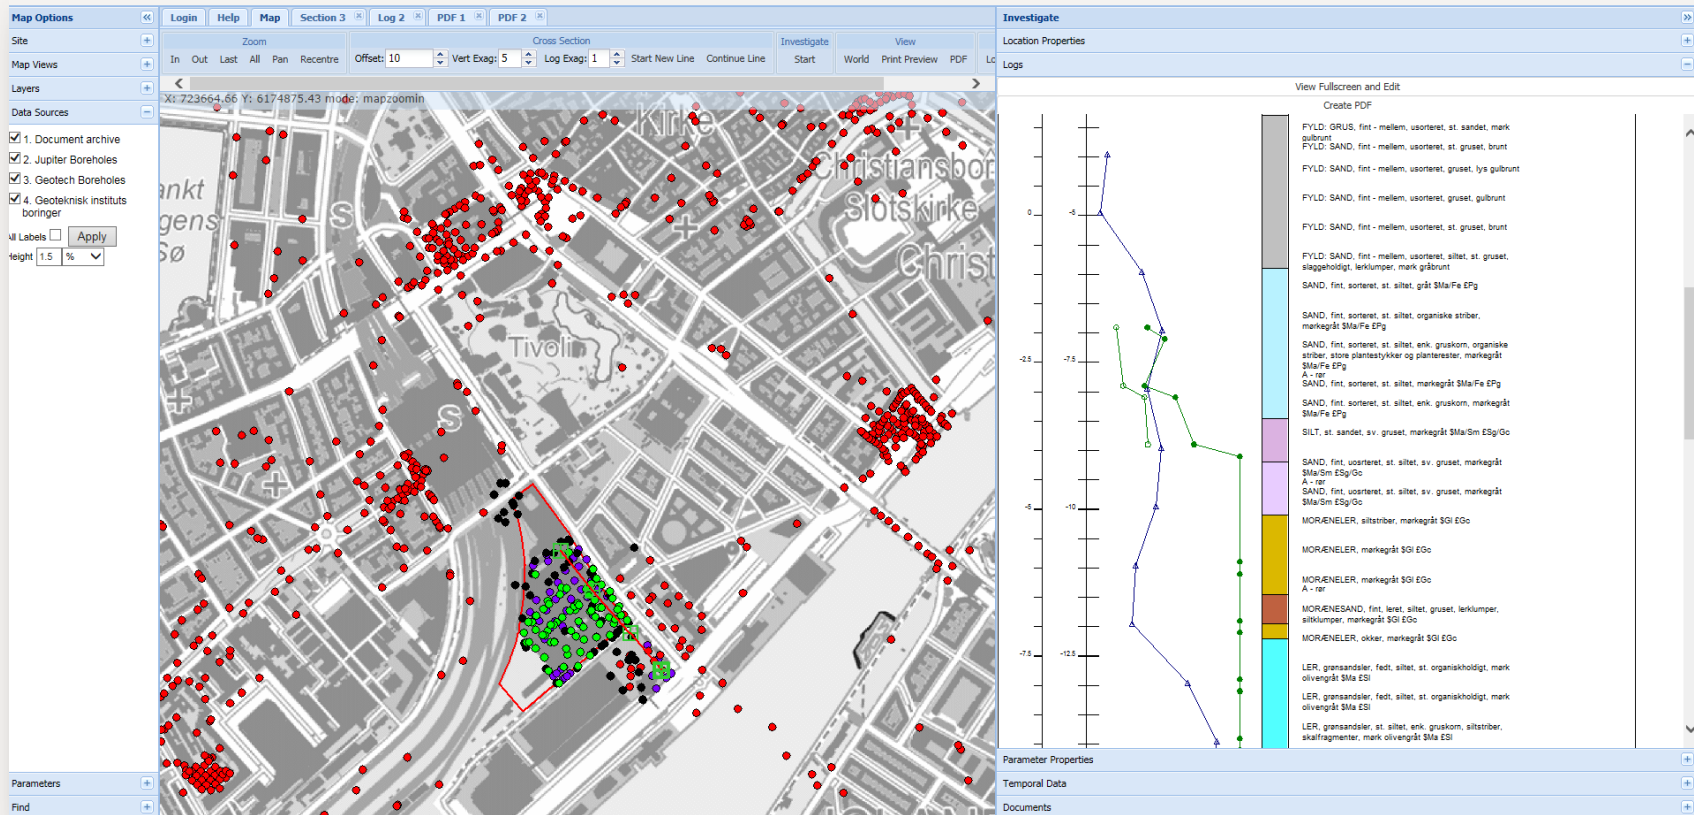 Map Options
Site
Map Views
Layers
Data Sources
1. Document archive
2. Jupiter Boreholes
3. Geotech Boreholes
4. Geoteknisk instituts
boringer
All Labels
Apply
Height 1.5 %
Parameters
Find
Login Help Map Section 3 Log 2 PDF 1 PDF 2
Zoom
In Out Last All Pan Recentre
Cross Section
Offset: 10 Vert Exag: 5 Log Exag: 1 Start New Line Continue Line
Investigate
Start
View
World Print Preview PDF
X: 723664.66 Y: 6174875.43 mode: mapzoomin
Kirke
Christiansbor
Slotskirke
Christ
ankt
gens
Sø
S
Tivoli
S
Investigate
Location Properties
Logs
View Fullscreen and Edit
Create PDF
0
-5
-2.5
-7.5
-5
-10
-7.5
-12.5
FYLD: GRUS, fint - mellem, usorteret, st. sandet, mørk
gulbrunt
FYLD: SAND, fint - mellem, usorteret, st. gruset, brunt
FYLD: SAND, fint - mellem, usorteret, gruset, lys gulbrunt
FYLD: SAND, fint - mellem, usorteret, gruset, gulbrunt
FYLD: SAND, fint - mellem, usorteret, st. gruset, brunt
FYLD: SAND, fint - mellem, usorteret, siltet, st. gruset,
slaggeholdigt, lerklumper, mørk gråbrunt
SAND, fint, sorteret, st. siltet, gråt $Ma/Fe £Pg
SAND, fint, sorteret, st. siltet, organiske striber,
mørkegråt $Ma/Fe £Pg
SAND, fint, sorteret, st. siltet, enk. gruskorn, organiske
striber, store plantestykker og planterester, mørkegråt
$Ma/Fe £Pg
A - rør
SAND, fint, sorteret, st. siltet, mørkegråt $Ma/Fe £Pg
SAND, fint, sorteret, st. siltet, enk. gruskorn, mørkegråt
$Ma/Fe £Pg
SILT, st. sandet, sv. gruset, mørkegråt $Ma/Sm £Sg/Gc
SAND, fint, uosrteret, st. siltet, sv. gruset, mørkegråt
$Ma/Sm £Sg/Gc
A - rør
SAND, fint, uosrteret, st. siltet, sv. gruset, mørkegråt
$Ma/Sm £Sg/Gc
MORÆNELER, siltstriber, mørkegråt $Gl £Gc
MORÆNELER, mørkegråt $Gl £Gc
MORÆNELER, mørkegråt $Gl £Gc
A - rør
MORÆNESAND, fint, leret, siltet, gruset, lerklumper,
siltklumper, mørkegråt $Gl £Gc
MORÆNELER, okker, mørkegråt $Gl £Gc
LER, grønsandsler, fedt, siltet, st. organiskholdigt, mørk
olivengråt $Ma £Sl
LER, grønsandsler, fedt, siltet, st. organiskholdigt, mørk
olivengråt $Ma £Sl
LER, grønsandsler, st. siltet, enk. gruskorn, siltstriber,
skalfragmenter, mørk olivengråt $Ma £Sl
Parameter Properties
Temporal Data
Documents